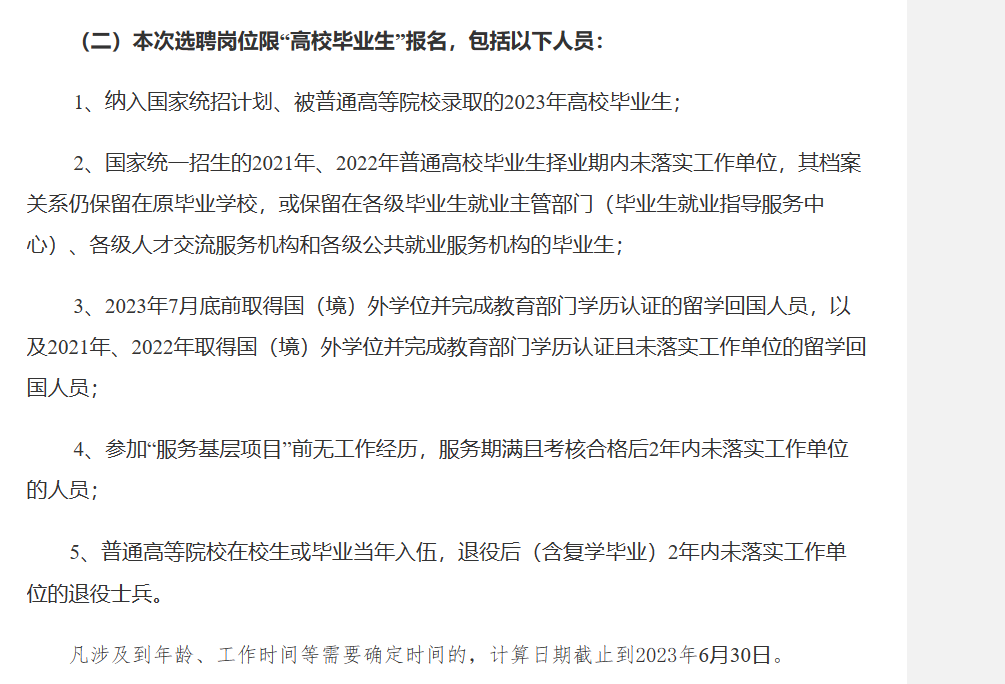 （二）本次选聘岗位限“高校毕业生”报名，包括以下人员：
1、纳入国家统招计划、被普通高等院校录取的2023年高校毕业生；
2、国家统一招生的2021年、2022年普通高校毕业生择业期内未落实工作单位，其档案
关系仍保留在原毕业学校，或保留在各级毕业生就业主管部门（毕业生就业指导服务中
心）、各级人才交流服务机构和各级公共就业服务机构的毕业生；
3、2023年7月底前取得国（境）外学位并完成教育部门学历认证的留学回国人员，以
及2021年、2022年取得国（境）外学位并完成教育部门学历认证且未落实工作单位的留学回
国人员；
4、参加“服务基层项目”前无工作经历，服务期满且考核合格后2年内未落实工作单位
的人员；
5、普通高等院校在校生或毕业当年入伍，退役后（含复学毕业）2年内未落实工作单
位的退役士兵。
凡涉及到年龄、工作时间等需要确定时间的，计算日期截止到2023年6月30日。